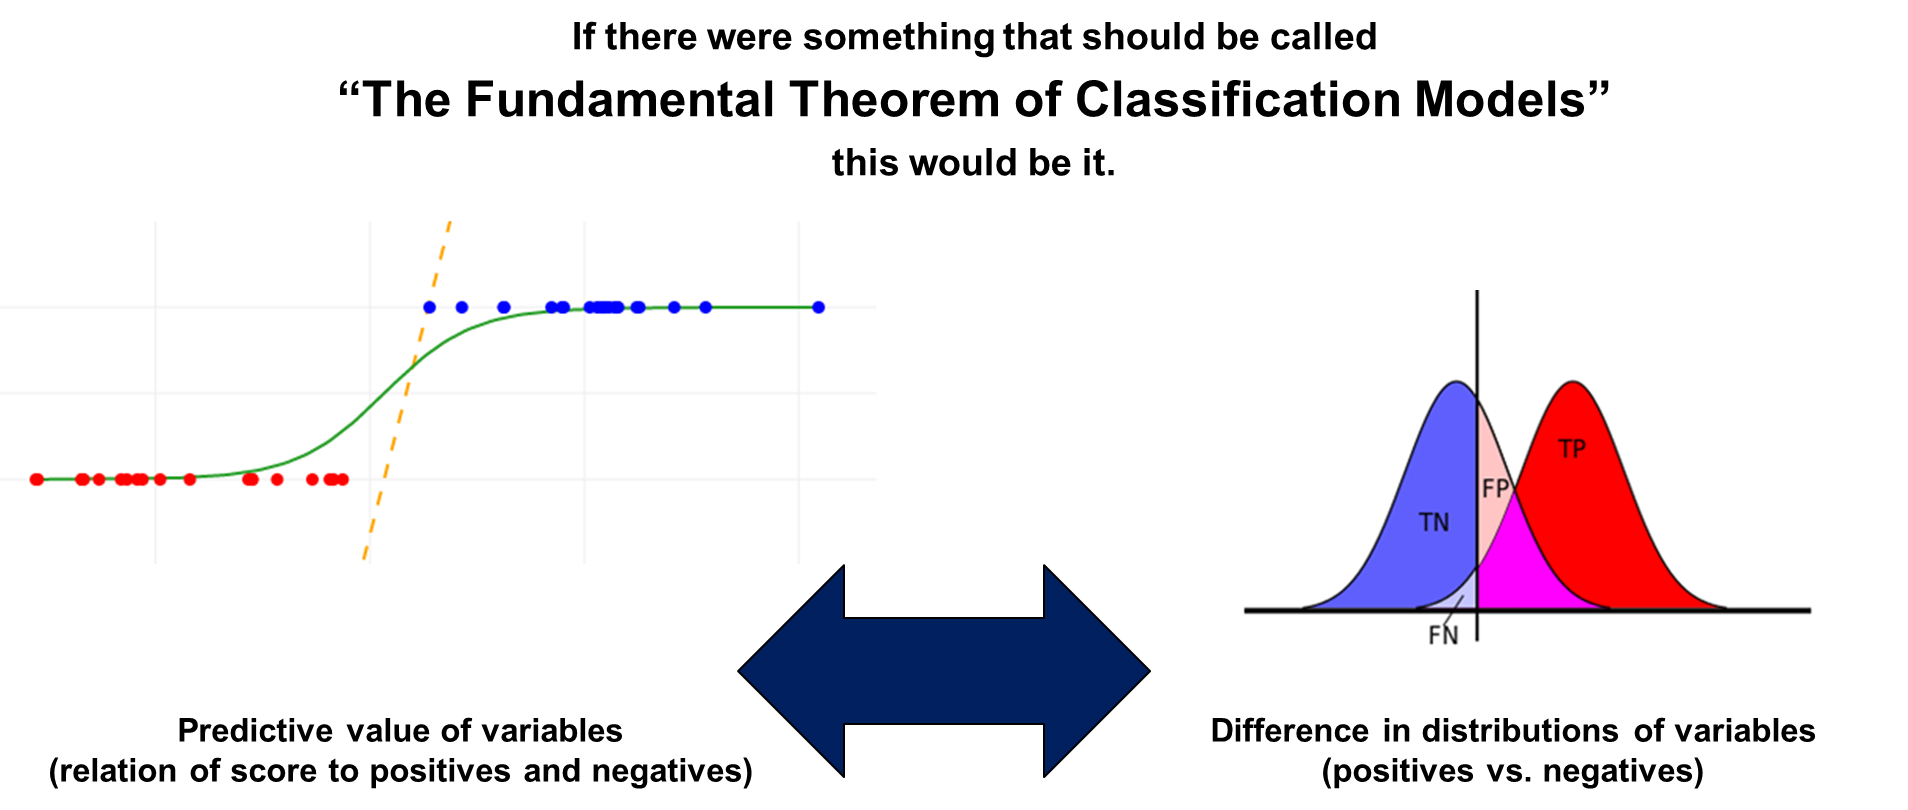 If there were something that should be called
“The Fundamental Theorem of Classification Models”
this would be it.
TP
FP
TN
FN
Predictive value of variables
(relation of score to positives and negatives)
Difference in distributions of variables
(positives vs. negatives)